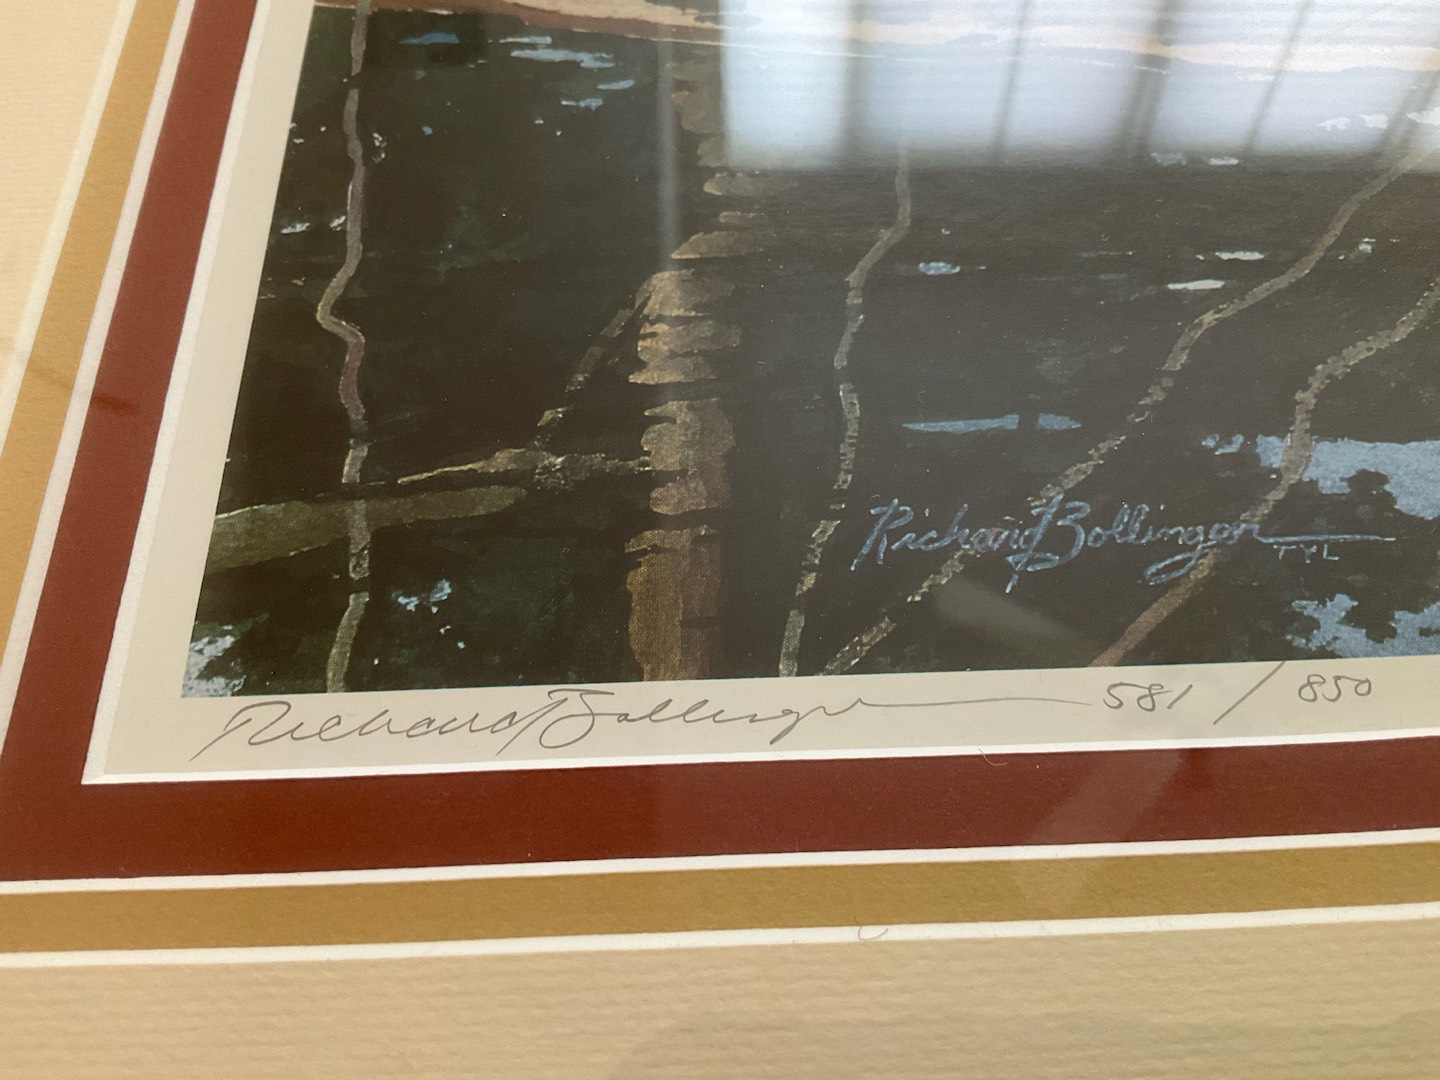 Richard Bollinger
TYL
Richard Bollinger 581 / 850